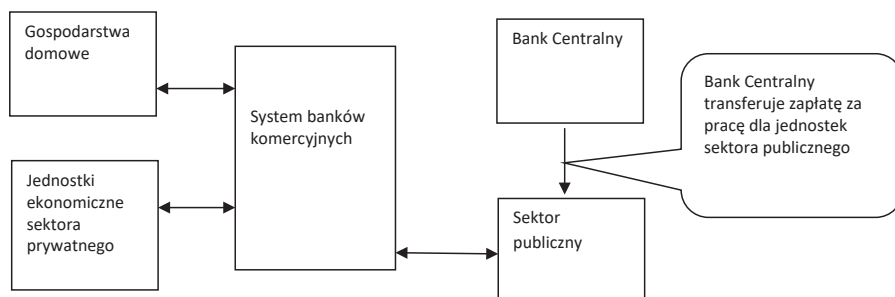 Gospodarstwa
domowe
Jednostki
ekonomiczne
sektora
prywatnego
System banków
komercyjnych
Bank Centralny
Sektor
publiczny
Bank Centralny
transferuje zapłatę za
pracę dla jednostek
sektora publicznego